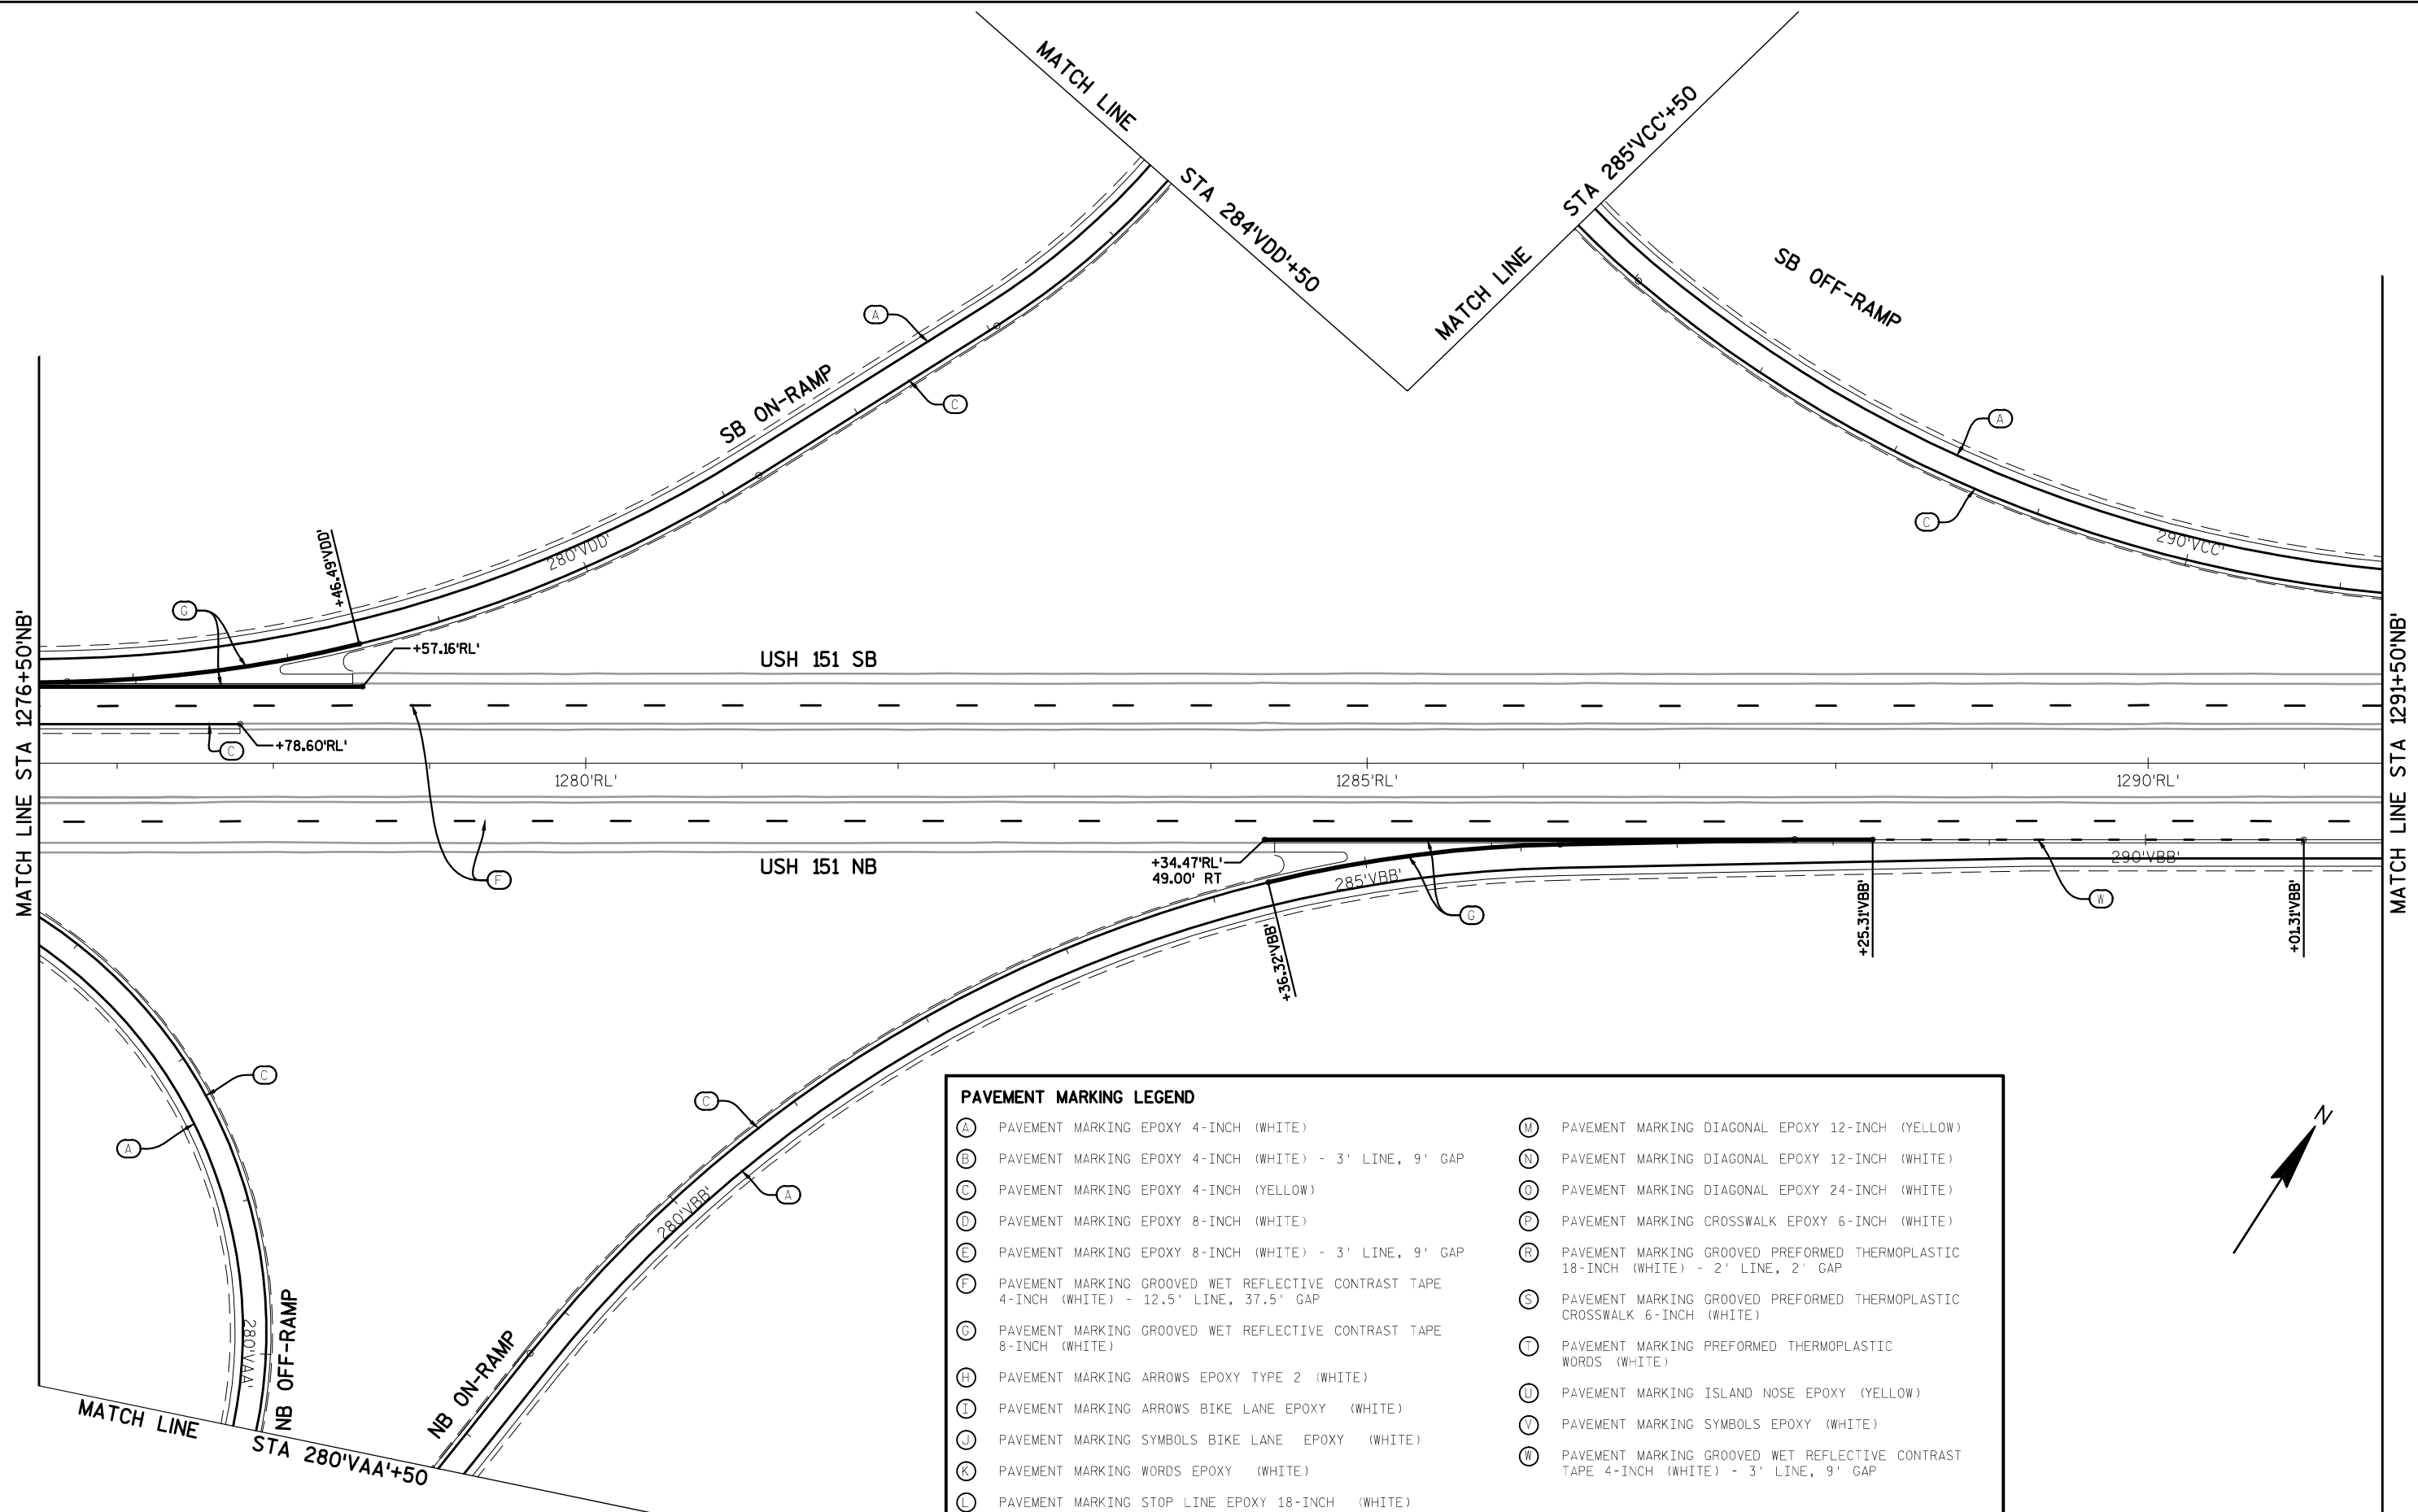 MATCH LINE
STA 284'VDD'+50
STA 285'VCC'+50
MATCH LINE
SB OFF-RAMP
A
SB ON-RAMP
C
A
C
280'VDD'
290'VCC'
+46.49'VDD'
G
+57.16'RL'
USH 151 SB
MATCH LINE STA 1276+50'NB'
MATCH LINE STA 1291+50'NB'
C
+78.60'RL'
1280'RL'
1285'RL'
1290'RL'
USH 151 NB
F
+34.47'RL'
49.00' RT
285'VBB'
290'VBB'
G
W
+36.32'VBB'
+25.31'VBB'
+01.31'VBB'
C
A
C
A
280'VBB'
280'VAA'
NB OFF-RAMP
NB ON-RAMP
MATCH LINE
STA 280'VAA'+50
N
PAVEMENT MARKING LEGEND
A PAVEMENT MARKING EPOXY 4-INCH (WHITE)
B PAVEMENT MARKING EPOXY 4-INCH (WHITE) - 3' LINE, 9' GAP
C PAVEMENT MARKING EPOXY 4-INCH (YELLOW)
D PAVEMENT MARKING EPOXY 8-INCH (WHITE)
E PAVEMENT MARKING EPOXY 8-INCH (WHITE) - 3' LINE, 9' GAP
F PAVEMENT MARKING GROOVED WET REFLECTIVE CONTRAST TAPE
4-INCH (WHITE) - 12.5' LINE, 37.5' GAP
G PAVEMENT MARKING GROOVED WET REFLECTIVE CONTRAST TAPE
8-INCH (WHITE)
H PAVEMENT MARKING ARROWS EPOXY TYPE 2 (WHITE)
I PAVEMENT MARKING ARROWS BIKE LANE EPOXY (WHITE)
J PAVEMENT MARKING SYMBOLS BIKE LANE EPOXY (WHITE)
K PAVEMENT MARKING WORDS EPOXY (WHITE)
L PAVEMENT MARKING STOP LINE EPOXY 18-INCH (WHITE)
M PAVEMENT MARKING DIAGONAL EPOXY 12-INCH (YELLOW)
N PAVEMENT MARKING DIAGONAL EPOXY 12-INCH (WHITE)
O PAVEMENT MARKING DIAGONAL EPOXY 24-INCH (WHITE)
P PAVEMENT MARKING CROSSWALK EPOXY 6-INCH (WHITE)
R PAVEMENT MARKING GROOVED PREFORMED THERMOPLASTIC
18-INCH (WHITE) - 2' LINE, 2' GAP
S PAVEMENT MARKING GROOVED PREFORMED THERMOPLASTIC
CROSSWALK 6-INCH (WHITE)
T PAVEMENT MARKING PREFORMED THERMOPLASTIC
WORDS (WHITE)
U PAVEMENT MARKING ISLAND NOSE EPOXY (YELLOW)
V PAVEMENT MARKING SYMBOLS EPOXY (WHITE)
W PAVEMENT MARKING GROOVED WET REFLECTIVE CONTRAST
TAPE 4-INCH (WHITE) - 3' LINE, 9' GAP